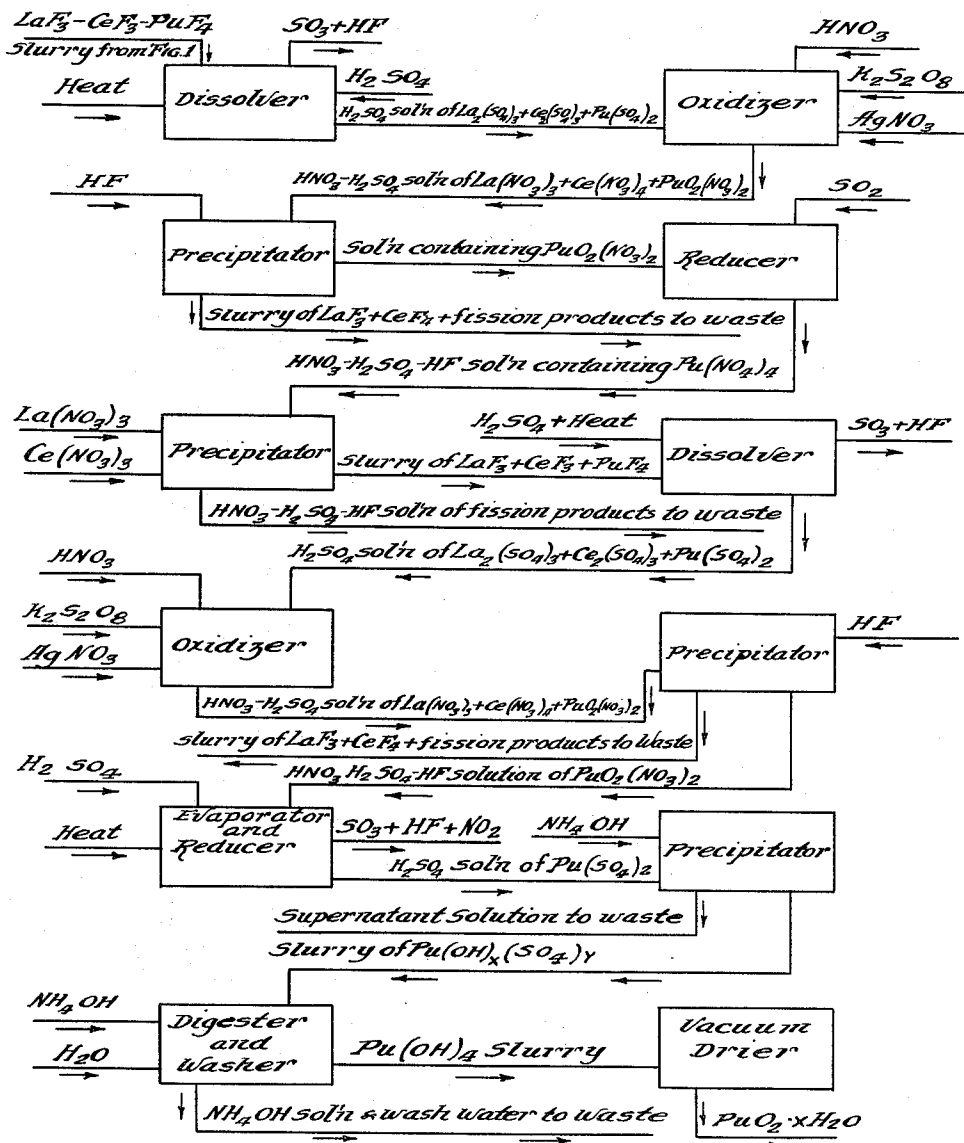 LaF3-CeF3-PuF4
Slurry from FIG.1
SO3+HF
HNO3
Heat
Dissolver
H2SO4
Oxidizer
K2S2O8
H2SO4 sol'n of La2(SO4)3+Ce2(SO4)3+Pu(SO4)2
AgNO3
HF
HNO3-H2SO4 sol'n of La(NO3)3+Ce(NO3)4+PuO2(NO3)2
SO2
Precipitator
Sol'n containing PuO2(NO3)2
Reducer
Slurry of LaF3+CeF4+fission products to waste
HNO3-H2SO4-HF sol'n containing Pu(NO4)4
La(NO3)3
H2SO4+Heat
SO3+HF
Ce(NO3)3
Precipitator
Slurry of LaF3+CeF3+PuF4
Dissolver
HNO3-H2SO4-HF sol'n of fission products to waste
HNO3
H2SO4 sol'n of La2(SO4)3+Ce2(SO4)3+Pu(SO4)2
K2S2O8
Oxidizer
AgNO3
Precipitator
HF
HNO3-H2SO4 sol'n of La(NO3)3+Ce(NO3)4+PuO2(NO3)2
Slurry of LaF3+CeF4+fission products to waste
H2SO4
HNO3 H2SO4-HF solution of PuO2(NO3)2
Heat
Evaporator
and
Reducer
SO3+HF+NO2
NH4OH
Precipitator
H2SO4 sol'n of Pu(SO4)2
Supernatant solution to waste
Slurry of Pu(OH)x(SO4)Y
NH4OH
Digester
and
Washer
H2O
Pu(OH)4 Slurry
Vacuum
Drier
NH4OH sol'n & wash water to waste
PuO2·xH2O